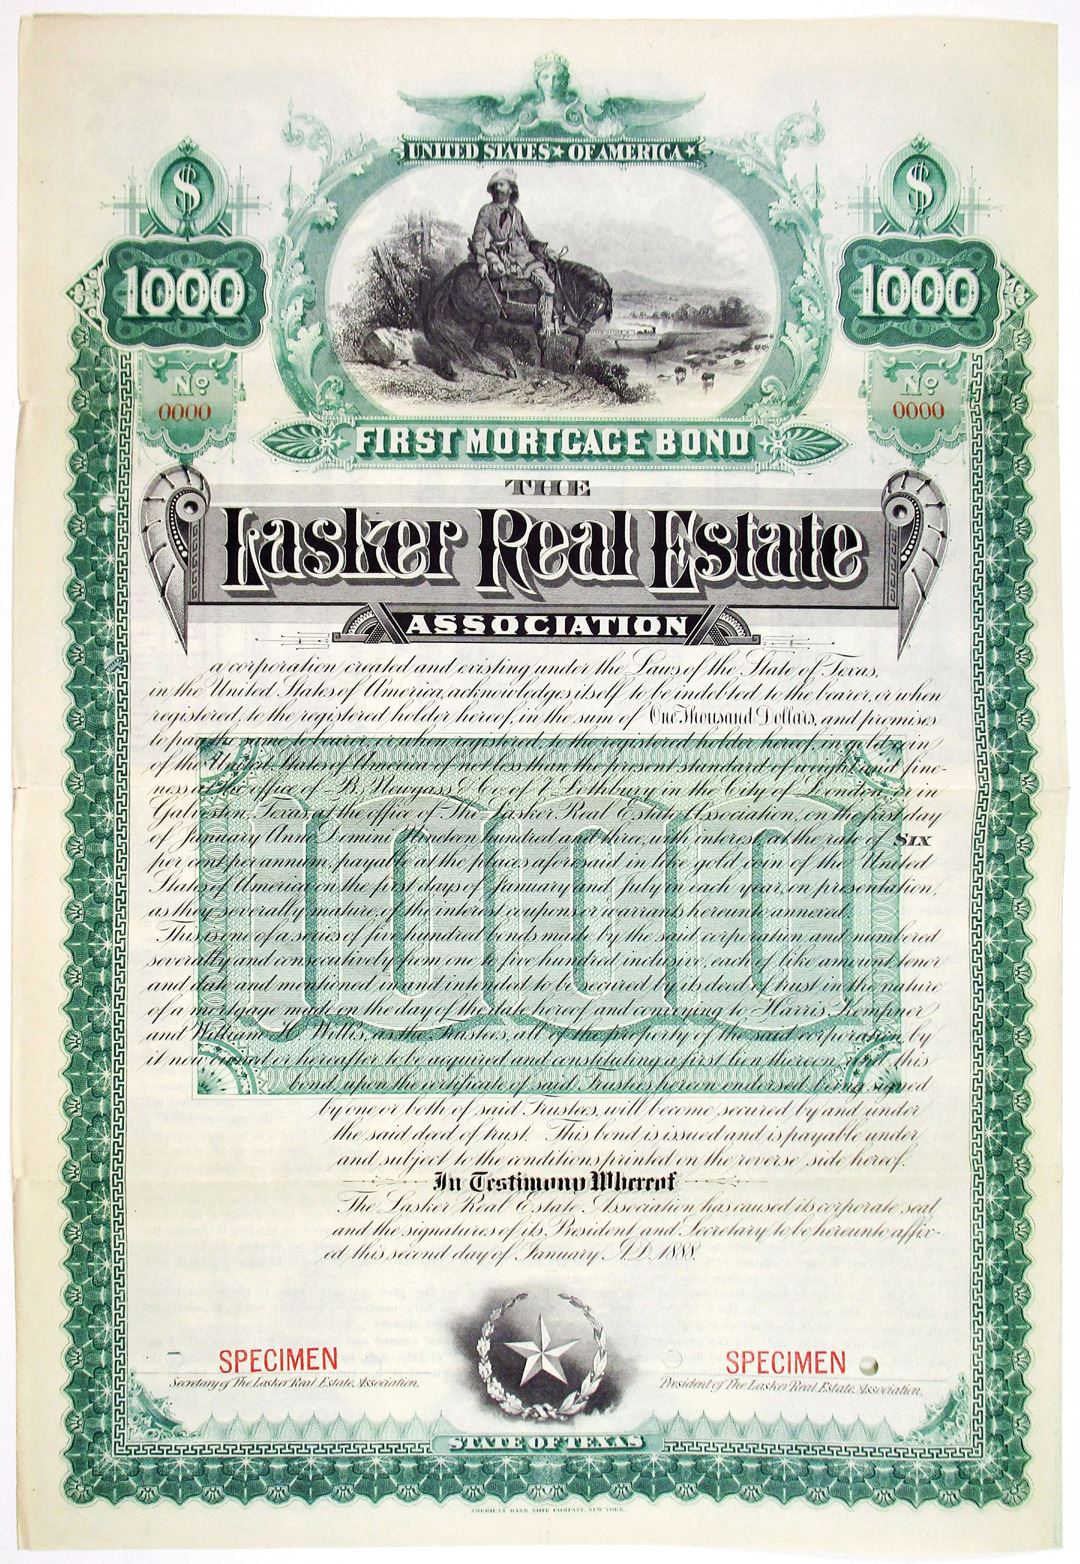 UNITED STATES ★ OF AMERICA ★
$
$
1000
1000
No
No
0000
0000
FIRST MORTGAGE BOND
THE
Lasker Real Estate
ASSOCIATION
a corporation created and existing under the Laws of the State of Texas,
in the United States of America, acknowledges itself to be indebted to the bearer, or when
registered, to the registered holder hereof, in the sum of One Thousand Dollars, and promises
to pay the same to bearer or when registered to the registered holder hereof, in gold coin
of the United States of America of not less than the present standard of weight and fine-
ness at the office of B. Newgass & Co. of 7 Lothbury in the City of London or in
Galveston, Texas, at the office of The Lasker Real Estate Association, on the first day
of January Anno Domini Nineteen hundred and three, with interest at the rate of SIX
per cent per annum, payable at the places aforesaid in like gold coin of the United
States of America on the first days of January and July in each year, on presentation,
as they severally mature, of the interest coupons or warrants hereunto annexed
This is one of a series of five hundred bonds made by the said corporation and numbered
severally and consecutively from one to five hundred inclusive, each of like amount, tenor
and date and mentioned in and intended to be secured by its deed of trust in the nature
of a mortgage made on the day of the date hereof and conveying to Harris Kempner
and William L. Wills, as the Trustees, all of the property of the said corporation by
it now owned or hereafter to be acquired and constituting a first lien thereon, and this
bond, upon the certificate of said Trustees hereon endorsed being signed
by one or both of said Trustees, will become secured by and under
the said deed of trust. This bond is issued and is payable under
and subject to the conditions printed on the reverse side hereof.
In Testimony Whereof
The Lasker Real Estate Association has caused its corporate seal
and the signatures of its President and Secretary to be hereunto affix-
ed this second day of January A.D. 1888.
SPECIMEN
SPECIMEN
Secretary of The Lasker Real Estate Association.
President of The Lasker Real Estate Association.
STATE OF TEXAS
AMERICAN BANK NOTE COMPANY, NEW YORK.
1000